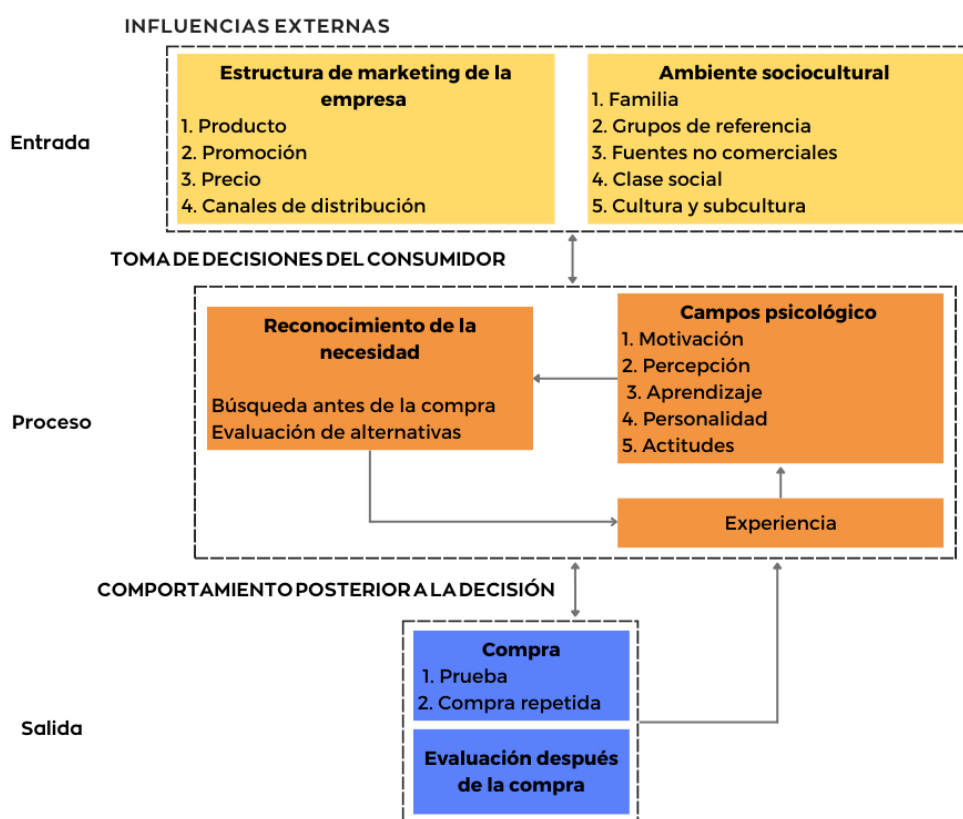 INFLUENCIAS EXTERNAS
Entrada
Estructura de marketing de la
empresa
1. Producto
2. Promoción
3. Precio
4. Canales de distribución
Ambiente sociocultural
1. Familia
2. Grupos de referencia
3. Fuentes no comerciales
4. Clase social
5. Cultura y subcultura
TOMA DE DECISIONES DEL CONSUMIDOR
Proceso
Reconocimiento de la
necesidad
Búsqueda antes de la compra
Evaluación de alternativas
Campos psicológico
1. Motivación
2. Percepción
3. Aprendizaje
4. Personalidad
5. Actitudes
Experiencia
COMPORTAMIENTO POSTERIOR A LA DECISIÓN
Salida
Compra
1. Prueba
2. Compra repetida
Evaluación después
de la compra